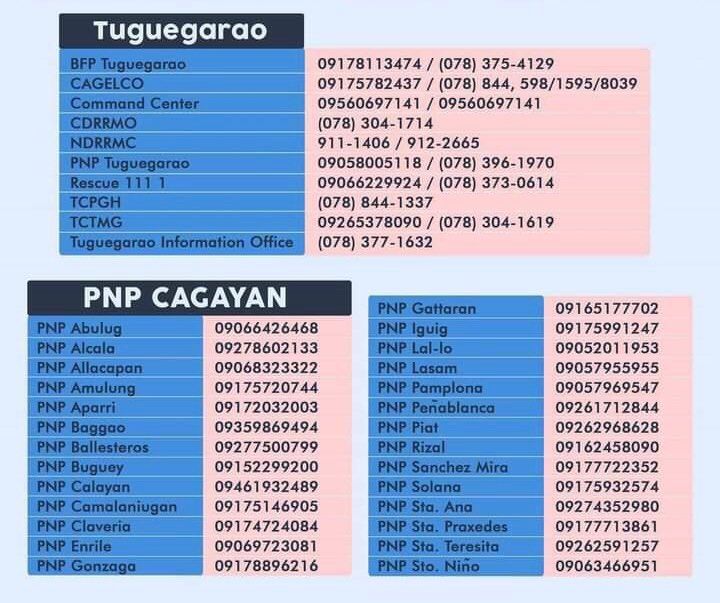 Tuguegarao
BFP Tuguegarao 09178113474 / (078) 375-4129
CAGELCO 09175782437 / (078) 844, 598/1595/8039
Command Center 09560697141 / 09560697141
CDRRMO (078) 304-1714
NDRRMC 911-1406 / 912-2665
PNP Tuguegarao 09058005118 / (078) 396-1970
Rescue 111 1 09066229924 / (078) 373-0614
TCPGH (078) 844-1337
TCTMG 09265378090 / (078) 304-1619
Tuguegarao Information Office (078) 377-1632
PNP CAGAYAN
PNP Abulug 09066426468
PNP Alcala 09278602133
PNP Allacapan 09068323322
PNP Amulung 09175720744
PNP Aparri 09172032003
PNP Baggao 09359869494
PNP Ballesteros 09277500799
PNP Buguey 09152299200
PNP Calayan 09461932489
PNP Camalaniugan 09175146905
PNP Claveria 09174724084
PNP Enrile 09069723081
PNP Gonzaga 09178896216
PNP Gattaran 09165177702
PNP Iguig 09175991247
PNP Lal-lo 09052011953
PNP Lasam 09057955955
PNP Pamplona 09057969547
PNP Peñablanca 09261712844
PNP Piat 09262968628
PNP Rizal 09162458090
PNP Sanchez Mira 09177722352
PNP Solana 09175932574
PNP Sta. Ana 09274352980
PNP Sta. Praxedes 09177713861
PNP Sta. Teresita 09262591257
PNP Sto. Niño 09063466951